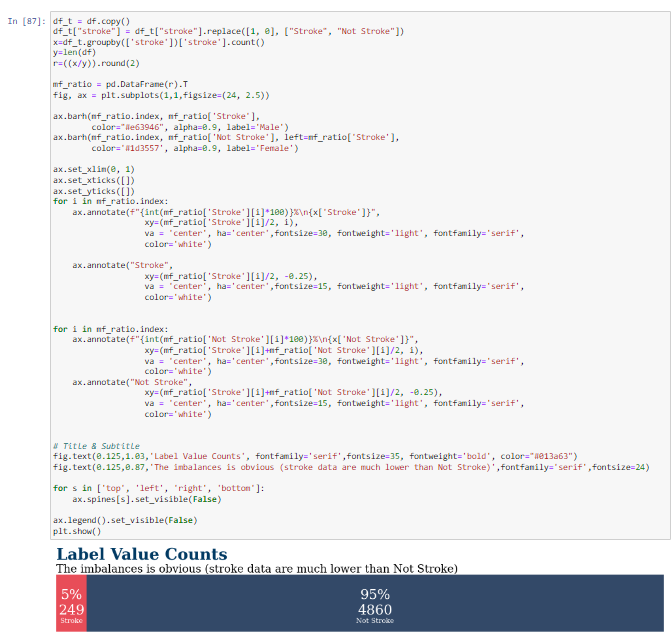 In [87]:
df_t = df.copy()
df_t["stroke"] = df_t["stroke"].replace([1, 0], ["Stroke", "Not Stroke"])
x=df_t.groupby(['stroke'])['stroke'].count()
y=len(df)
r=((x/y)).round(2)
mf_ratio = pd.DataFrame(r).T
fig, ax = plt.subplots(1,1,figsize=(24, 2.5))
ax.barh(mf_ratio.index, mf_ratio['Stroke'],
color="#e63946", alpha=0.9, label='Male')
ax.barh(mf_ratio.index, mf_ratio['Not Stroke'], left=mf_ratio['Stroke'],
color='#1d3557', alpha=0.9, label='Female')
ax.set_xlim(0, 1)
ax.set_xticks([])
ax.set_yticks([])
for i in mf_ratio.index:
ax.annotate(f"{int(mf_ratio['Stroke'][i]*100)}%\n{x['Stroke']}",
xy=(mf_ratio['Stroke'][i]/2, i),
va = 'center', ha='center',fontsize=30, fontweight='light', fontfamily='serif',
color='white')
ax.annotate("Stroke",
xy=(mf_ratio['Stroke'][i]/2, -0.25),
va = 'center', ha='center',fontsize=15, fontweight='light', fontfamily='serif',
color='white')
for i in mf_ratio.index:
ax.annotate(f"{int(mf_ratio['Not Stroke'][i]*100)}%\n{x['Not Stroke']}",
xy=(mf_ratio['Stroke'][i]+mf_ratio['Not Stroke'][i]/2, i),
va = 'center', ha='center',fontsize=30, fontweight='light', fontfamily='serif',
color='white')
ax.annotate("Not Stroke",
xy=(mf_ratio['Stroke'][i]+mf_ratio['Not Stroke'][i]/2, -0.25),
va = 'center', ha='center',fontsize=15, fontweight='light', fontfamily='serif',
color='white')
# Title & Subtitle
fig.text(0.125,1.03,'Label Value Counts', fontfamily='serif',fontsize=35, fontweight='bold', color="#013a63")
fig.text(0.125,0.87,'The imbalances is obvious (stroke data are much lower than Not Stroke)',fontfamily='serif',fontsize=24)
for s in ['top', 'left', 'right', 'bottom']:
ax.spines[s].set_visible(False)
ax.legend().set_visible(False)
plt.show()
Label Value Counts
The imbalances is obvious (stroke data are much lower than Not Stroke)
5%
249
Stroke
95%
4860
Not Stroke